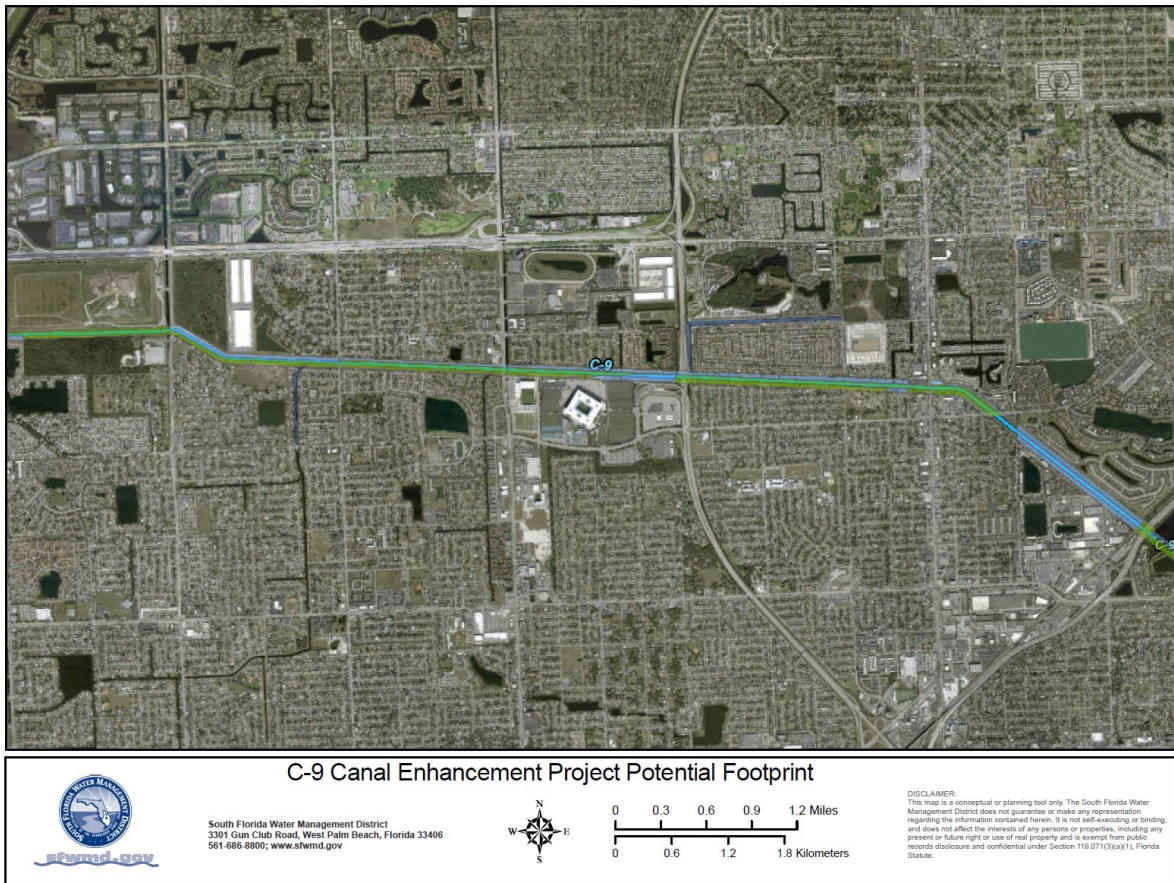 C-9
C-9
C-9 Canal Enhancement Project Potential Footprint
SOUTH FLORIDA WATER MANAGEMENT DISTRICT
sfwmd.gov
South Florida Water Management District
3301 Gun Club Road, West Palm Beach, Florida 33406
561-686-8800; www.sfwmd.gov
N
W E
S
0 0.3 0.6 0.9 1.2 Miles
0 0.6 1.2 1.8 Kilometers
DISCLAIMER:
This map is a conceptual or planning tool only. The South Florida Water
Management District does not guarantee or make any representation
regarding the information contained herein. It is not self-executing or binding,
and does not affect the interests of any persons or properties, including any
present or future right or use of real property and is exempt from public
records disclosure and confidential under Section 119.071(3)(a)(1), Florida
Statute.